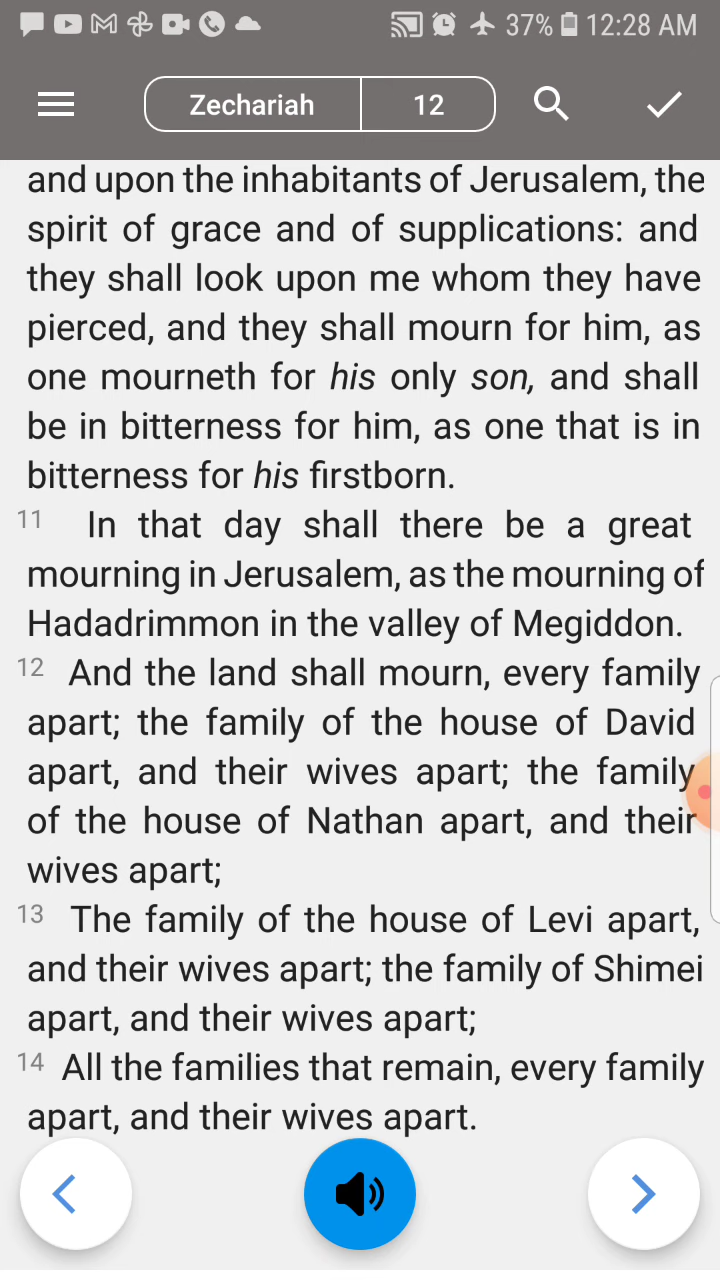 37% 12:28 AM
Zechariah 12
and upon the inhabitants of Jerusalem, the
spirit of grace and of supplications: and
they shall look upon me whom they have
pierced, and they shall mourn for him, as
one mourneth for his only son, and shall
be in bitterness for him, as one that is in
bitterness for his firstborn.
11 In that day shall there be a great
mourning in Jerusalem, as the mourning of
Hadadrimmon in the valley of Megiddon.
12 And the land shall mourn, every family
apart; the family of the house of David
apart, and their wives apart; the family
of the house of Nathan apart, and their
wives apart;
13 The family of the house of Levi apart,
and their wives apart; the family of Shimei
apart, and their wives apart;
14 All the families that remain, every family
apart, and their wives apart.